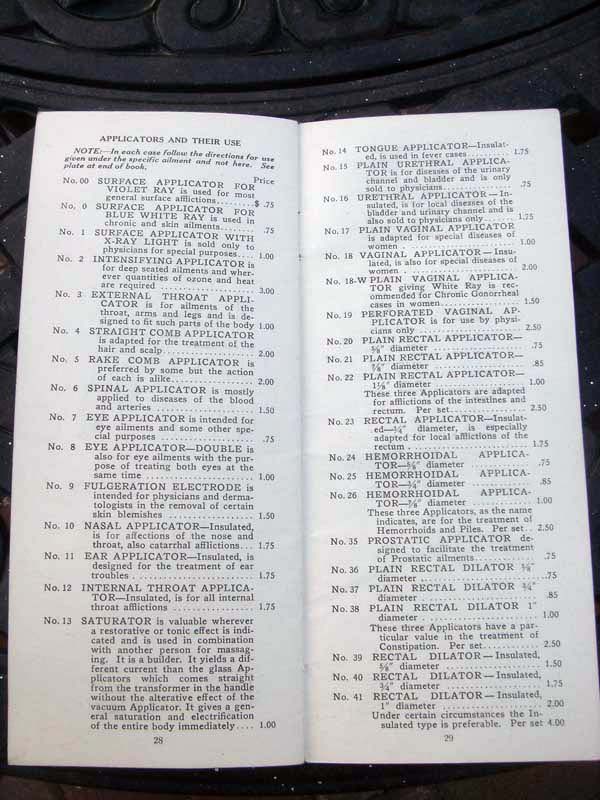 APPLICATORS AND THEIR USE
NOTE:—In each case follow the directions for use
given under the specific ailment and not here. See
plate at end of book.
Price
No. 00 SURFACE APPLICATOR FOR
VIOLET RAY is used for most
general surface afflictions........$ .75
No. 0 SURFACE APPLICATOR FOR
BLUE WHITE RAY is used in
chronic and skin ailments........ .75
No. 1 SURFACE APPLICATOR WITH
X-RAY LIGHT is sold only to
physicians for special purposes.... 1.00
No. 2 INTENSIFYING APPLICATOR is
for deep seated ailments and wher-
ever quantities of ozone and heat
are required .................... 3.00
No. 3 EXTERNAL THROAT APPLI-
CATOR is for ailments of the
throat, arms and legs and is de-
signed to fit such parts of the body 1.00
No. 4 STRAIGHT COMB APPLICATOR
is adapted for the treatment of the
hair and scalp.................... 2.00
No. 5 RAKE COMB APPLICATOR is
preferred by some but the action
of each is alike.................... 2.00
No. 6 SPINAL APPLICATOR is mostly
applied to diseases of the blood
and arteries .................... 1.50
No. 7 EYE APPLICATOR is intended for
eye ailments and some other spe-
cial purposes .................... .75
No. 8 EYE APPLICATOR—DOUBLE is
also for eye ailments with the pur-
pose of treating both eyes at the
same time .................... 1.00
No. 9 FULGERATION ELECTRODE is
intended for physicians and derma-
tologists in the removal of certain
skin blemishes .................... 1.50
No. 10 NASAL APPLICATOR—Insulated,
is for affections of the nose and
throat, also catarrhal afflictions... 1.75
No. 11 EAR APPLICATOR—Insulated, is
designed for the treatment of ear
troubles .................... 1.75
No. 12 INTERNAL THROAT APPLICA-
TOR—Insulated, is for all internal
throat afflictions .................... 1.75
No. 13 SATURATOR is valuable wherever
a restorative or tonic effect is indi-
cated and is used in combination
with another person for massag-
ing. It is a builder. It yields a dif-
ferent current than the glass Ap-
plicators which comes straight
from the transformer in the handle
without the alterative effect of the
vacuum Applicator. It gives a gen-
eral saturation and electrification
of the entire body immediately.... 1.00
28
No. 14 TONGUE APPLICATOR—Insulat-
ed, is used in fever cases.......... 1.75
No. 15 PLAIN URETHRAL APPLICA-
TOR is for diseases of the urinary
channel and bladder and is only
sold to physicians.................... .75
No. 16 URETHRAL APPLICATOR—In-
sulated, is for local diseases of the
bladder and urinary channel and is
also sold to physicians only........ 1.75
No. 17 PLAIN VAGINAL APPLICATOR
is adapted for special diseases of
women .................... 1.00
No. 18 VAGINAL APPLICATOR—Insu-
lated, is also for special diseases of
women .................... 2.00
No. 18-W PLAIN VAGINAL APPLICA-
TOR giving White Ray is rec-
ommended for Chronic Gonorrheal
cases in women.................... 1.50
No. 19 PERFORATED VAGINAL AP-
PLICATOR is for use by physi-
cians only .................... 2.50
No. 20 PLAIN RECTAL APPLICATOR—
diameter .................... .75
No. 21 PLAIN RECTAL APPLICATOR—
diameter .................... .85
No. 22 PLAIN RECTAL APPLICATOR—
diameter .................... 1.00
These three Applicators are adapted
for afflictions of the intestines and
rectum. Per set.................... 2.50
No. 23 RECTAL APPLICATOR—Insulat-
ed—¾" diameter, is especially
adapted for local afflictions of the
rectum .................... 1.75
No. 24 HEMORRHOIDAL APPLICA-
TOR— diameter .................... .75
No. 25 HEMORRHOIDAL APPLICA-
TOR—¾" diameter .................... .85
No. 26 HEMORRHOIDAL APPLICA-
TOR— diameter .................... 1.00
These three Applicators, as the name
indicates, are for the treatment of
Hemorrhoids and Piles. Per set.. 2.50
No. 35 PROSTATIC APPLICATOR de-
signed to facilitate the treatment
of Prostatic ailments.............. .75
No. 36 PLAIN RECTAL DILATOR
diameter .................... .75
No. 37 PLAIN RECTAL DILATOR ¾"
diameter .................... .85
No. 38 PLAIN RECTAL DILATOR 1"
diameter .................... 1.00
These three Applicators have a par-
ticular value in the treatment of
Constipation. Per set.............. 2.50
No. 39 RECTAL DILATOR—Insulated,
diameter .................... 1.50
No. 40 RECTAL DILATOR—Insulated,
¾" diameter .................... 1.75
No. 41 RECTAL DILATOR—Insulated,
1" diameter .................... 2.00
Under certain circumstances the In-
sulated type is preferable. Per set 4.00
29